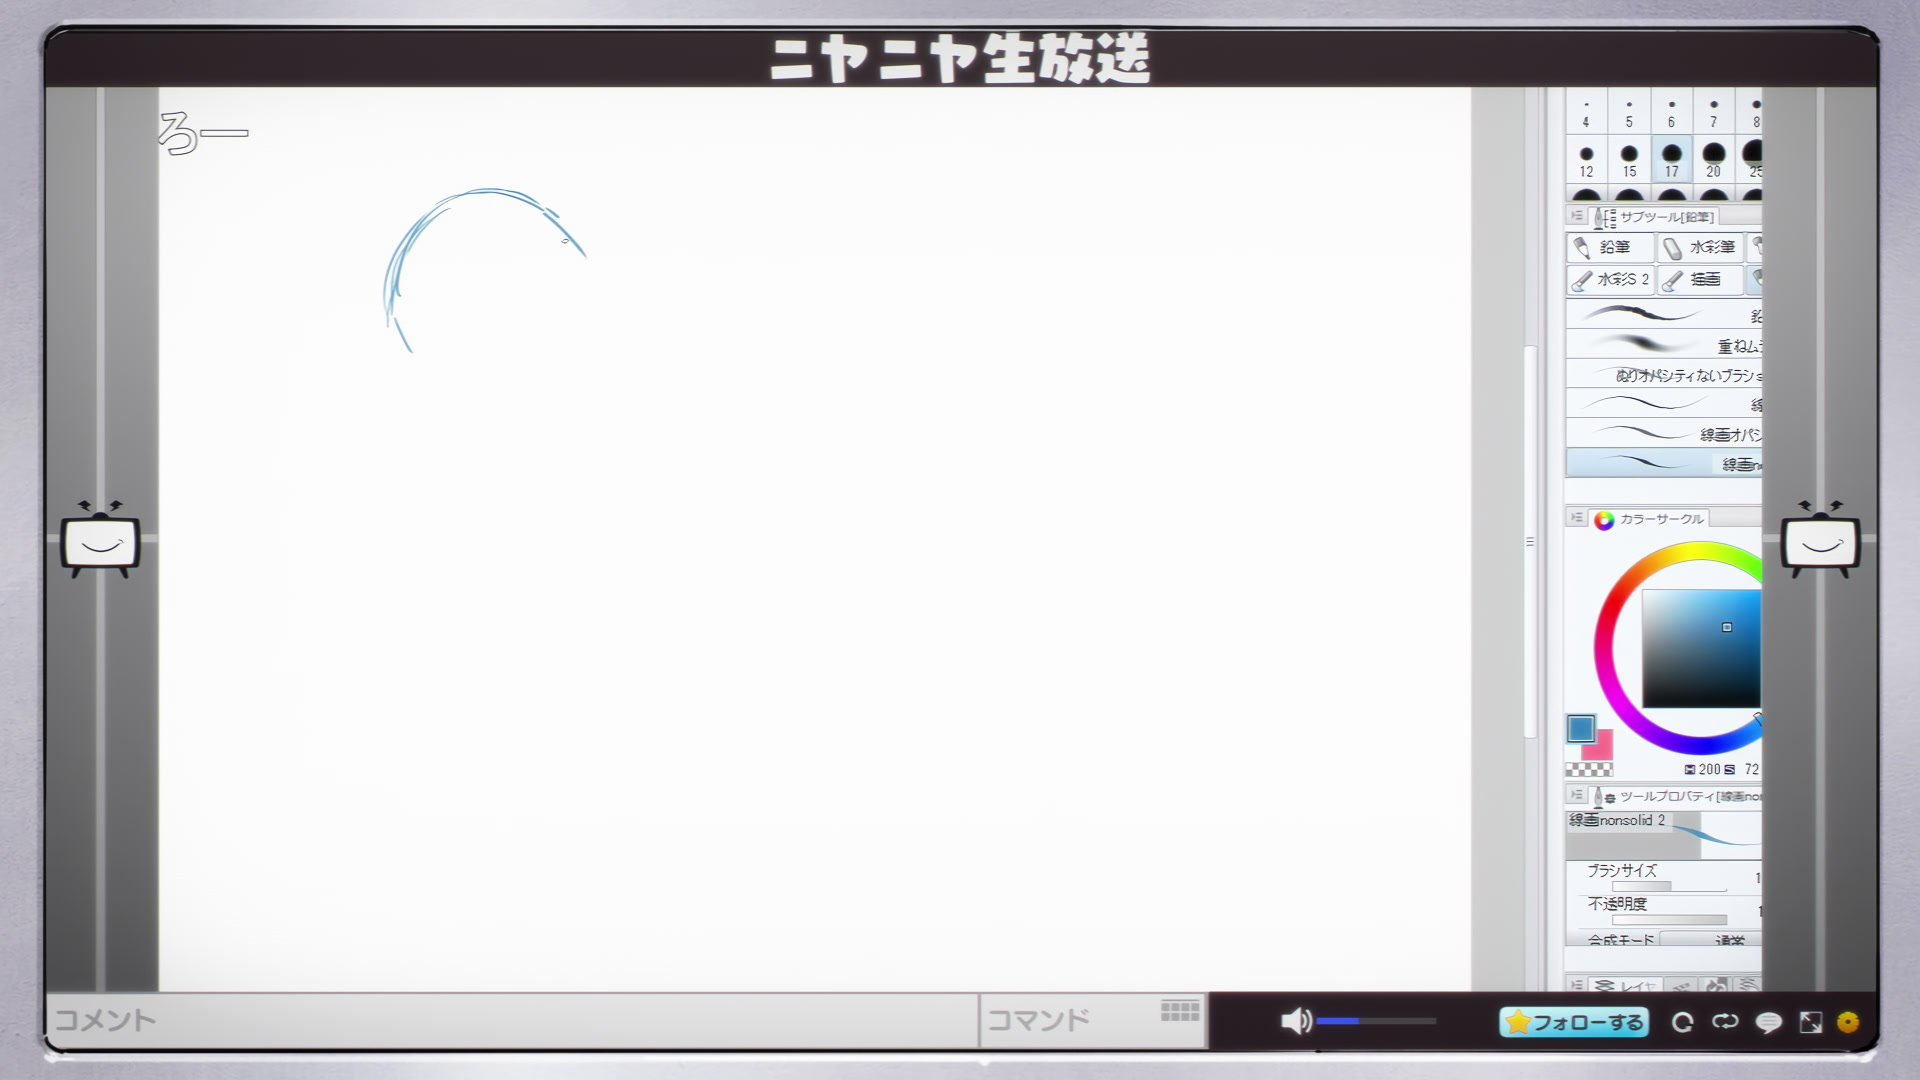 ニヤニヤ生放送
ろー
4 5 6 7 8
12 15 17 20 25
サブツール[鉛筆]
鉛筆 水彩筆
水彩S 2 描画
重ねム
ぬりオパシティないブラシ
線
線画オパシ
線画n
カラーサークル
H 200 S 72
ツールプロパティ[線画non
線画nonsolid 2
ブラシサイズ 1
不透明度 1
合成モード 通常
レイヤ
コメント
コマンド
フォローする